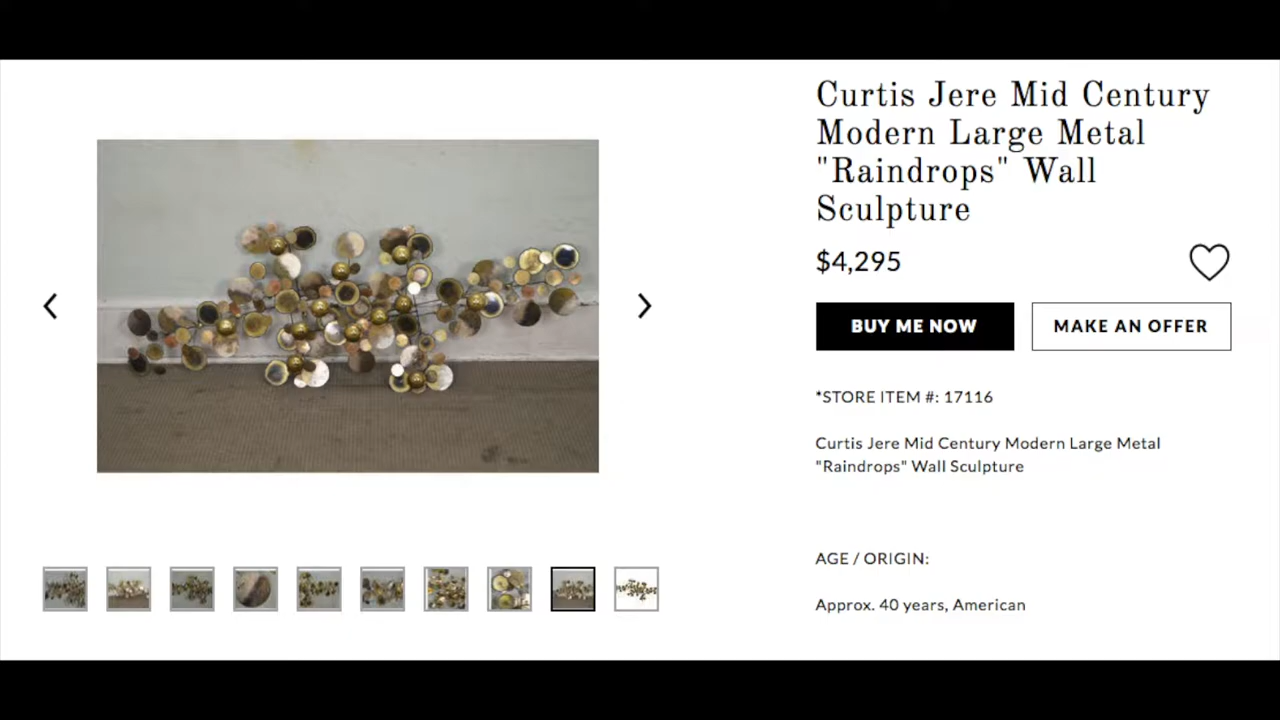 Curtis Jere Mid Century
Modern Large Metal
"Raindrops" Wall
Sculpture
$4,295
BUY ME NOW
MAKE AN OFFER
*STORE ITEM #: 17116
Curtis Jere Mid Century Modern Large Metal
"Raindrops" Wall Sculpture
AGE / ORIGIN:
Approx. 40 years, American